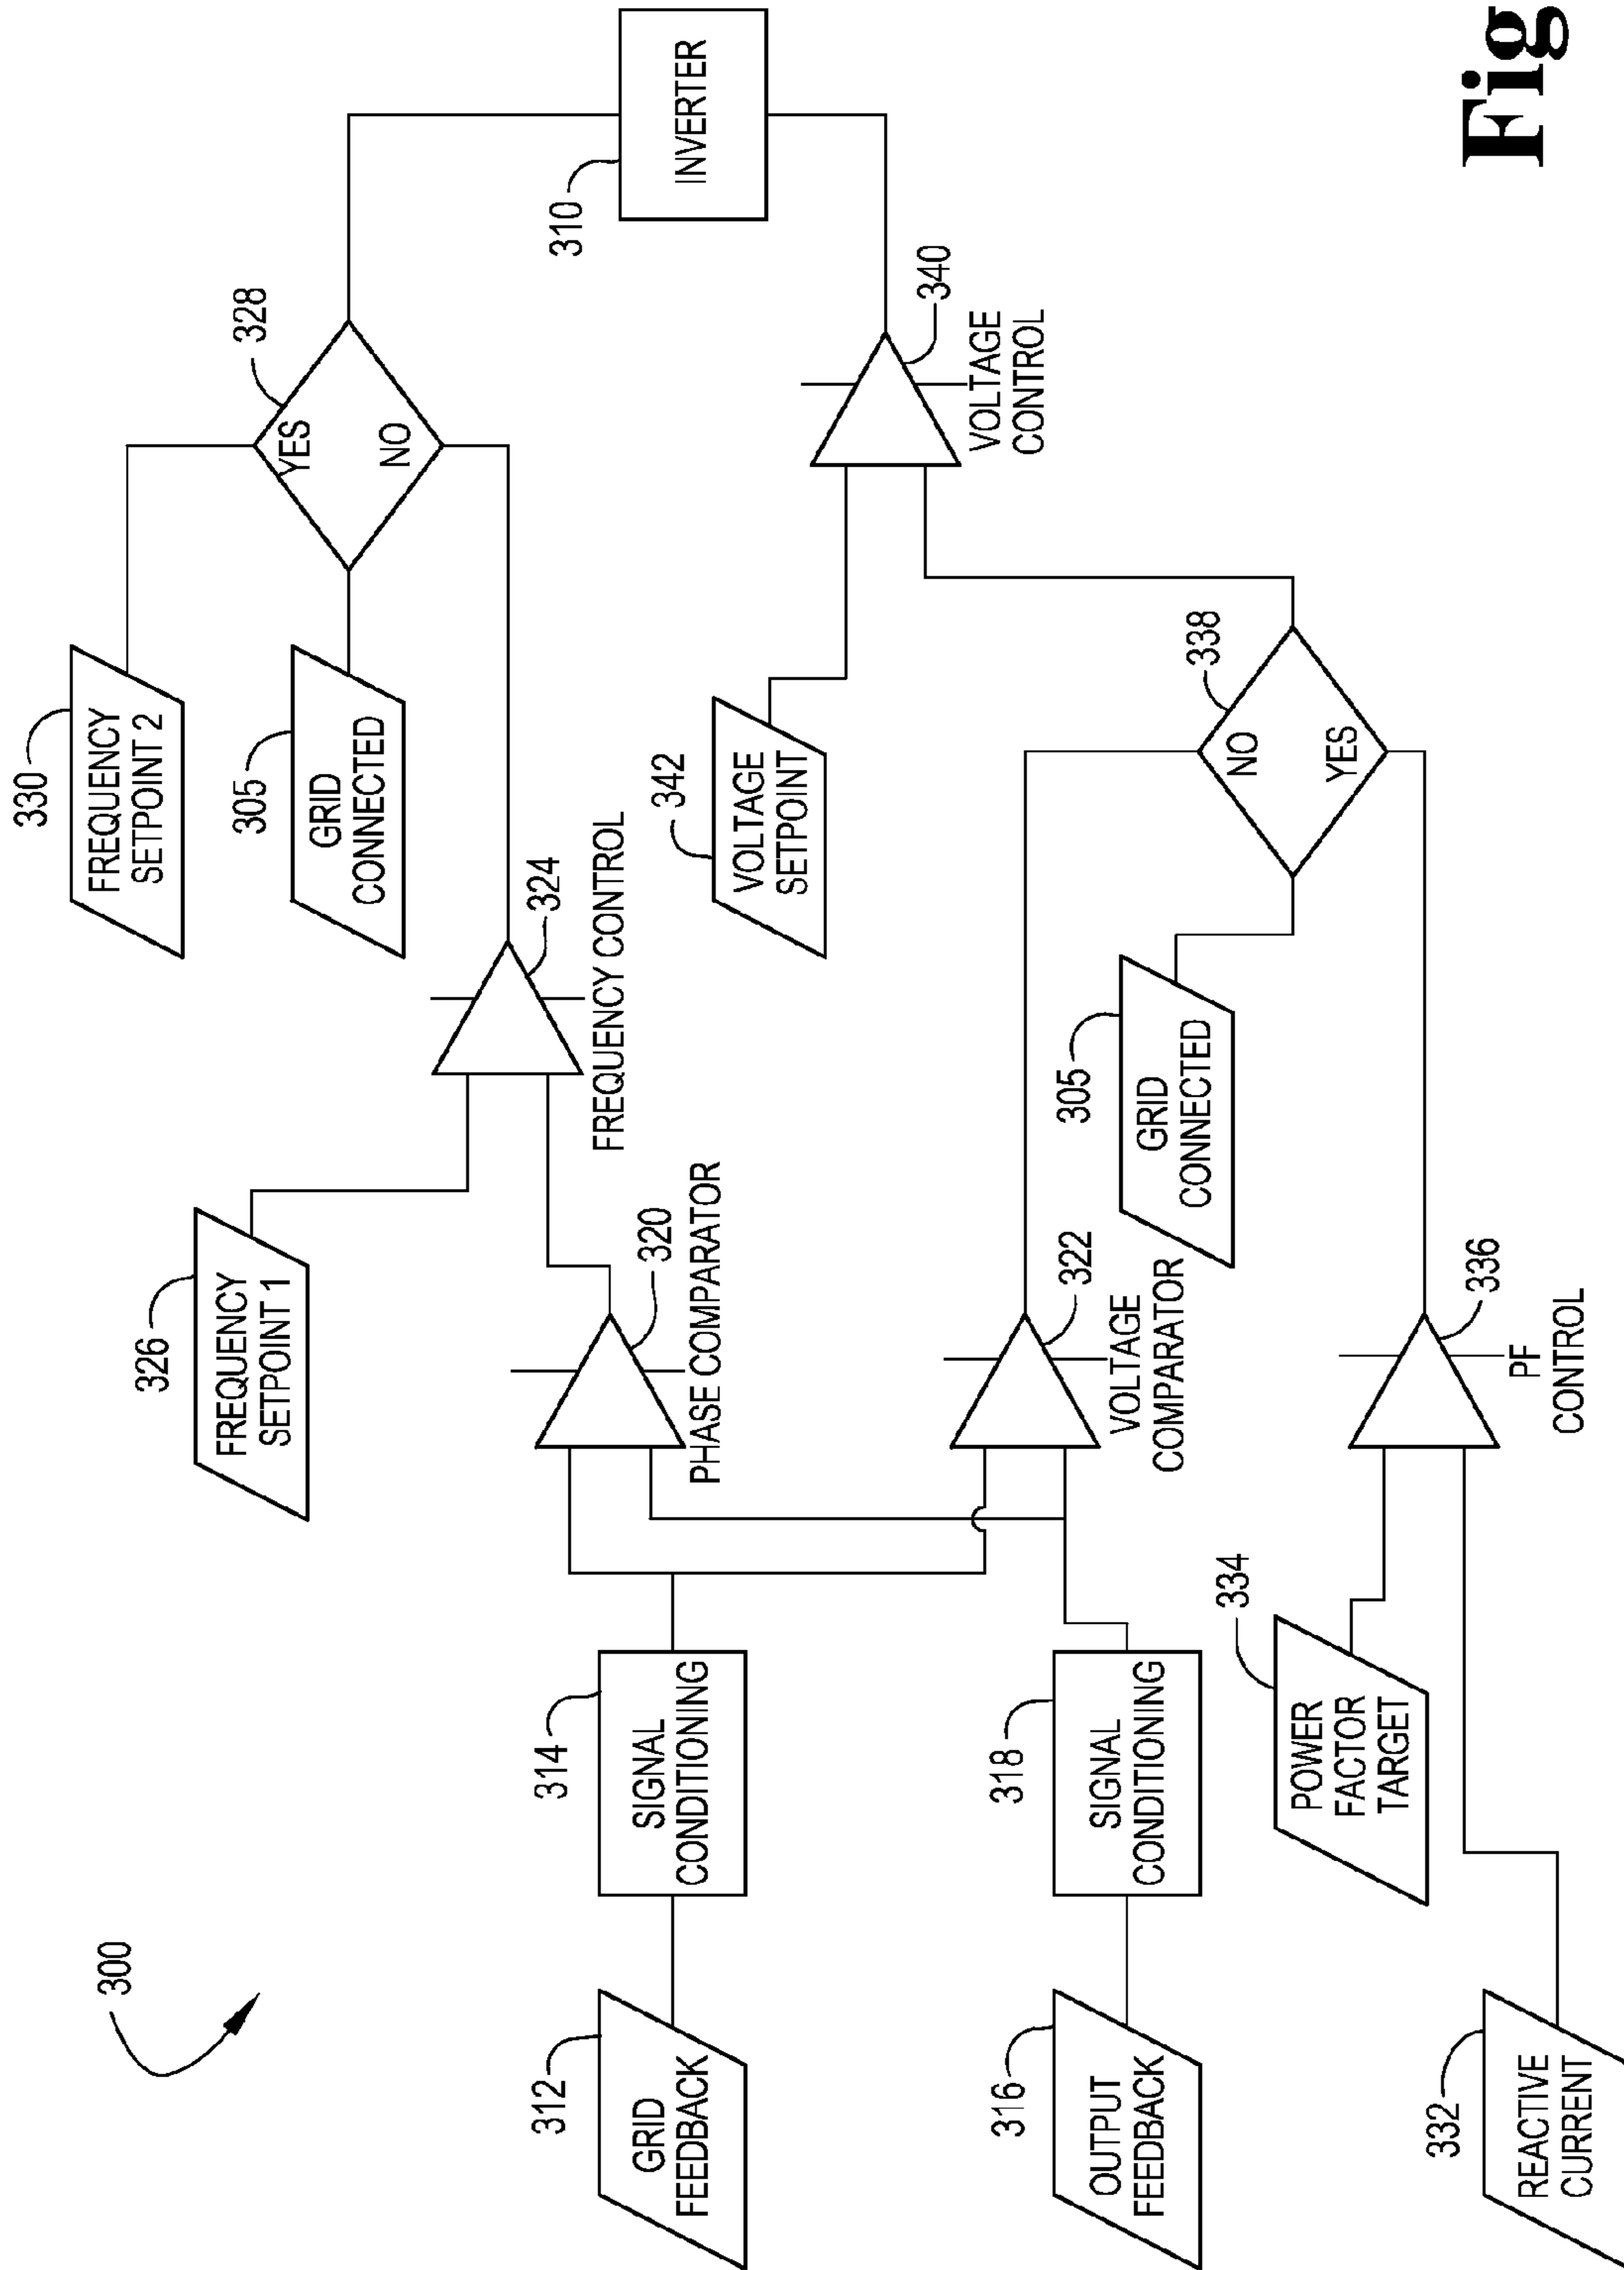 300
330
FREQUENCY
SETPOINT 2
305
GRID
CONNECTED
328
YES
NO
326
FREQUENCY
SETPOINT 1
324
FREQUENCY CONTROL
310
INVERTER
312
GRID
FEEDBACK
314
SIGNAL
CONDITIONING
320
PHASE COMPARATOR
342
VOLTAGE
SETPOINT
340
VOLTAGE
CONTROL
316
OUTPUT
FEEDBACK
318
SIGNAL
CONDITIONING
322
VOLTAGE
COMPARATOR
305
GRID
CONNECTED
338
NO
YES
334
POWER
FACTOR
TARGET
336
PF
CONTROL
332
REACTIVE
CURRENT
Fig